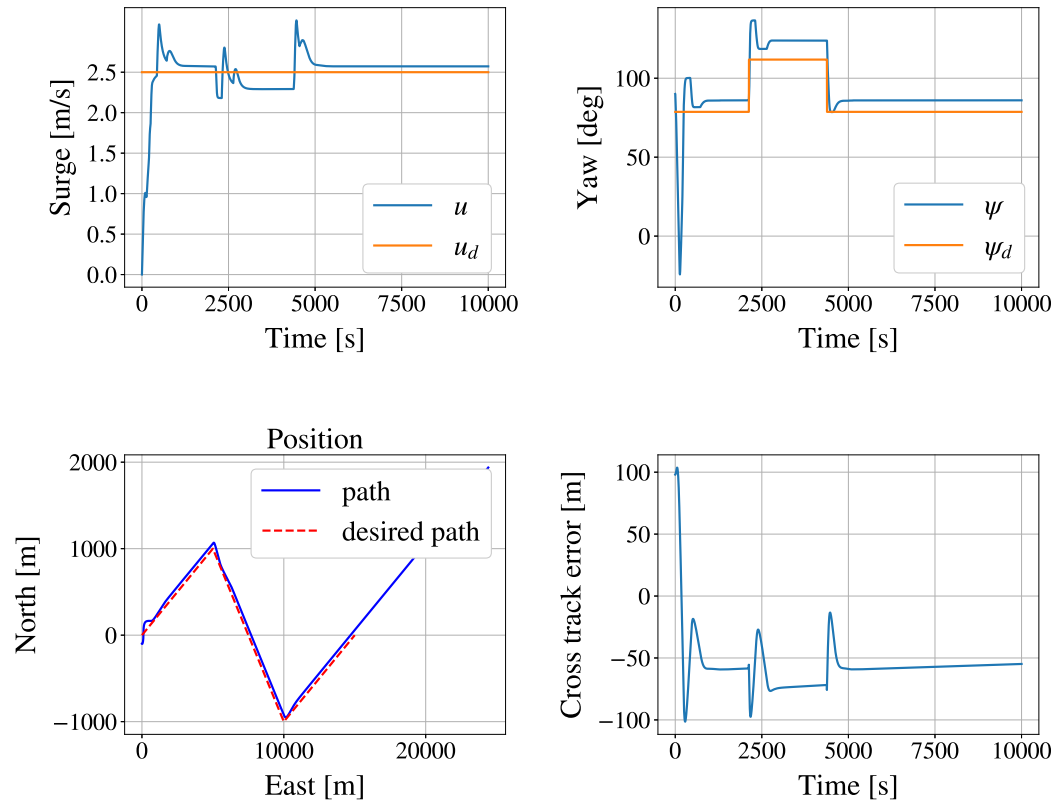 Surge [m/s]
2.5
2.0
1.5
1.0
0.5
0.0
u
u_d
0 2500 5000 7500 10000
Time [s]
Yaw [deg]
100
50
0
ψ
ψ_d
0 2500 5000 7500 10000
Time [s]
Position
North [m]
2000
1000
0
−1000
path
desired path
0 10000 20000
East [m]
Cross track error [m]
100
50
0
−50
−100
0 2500 5000 7500 10000
Time [s]